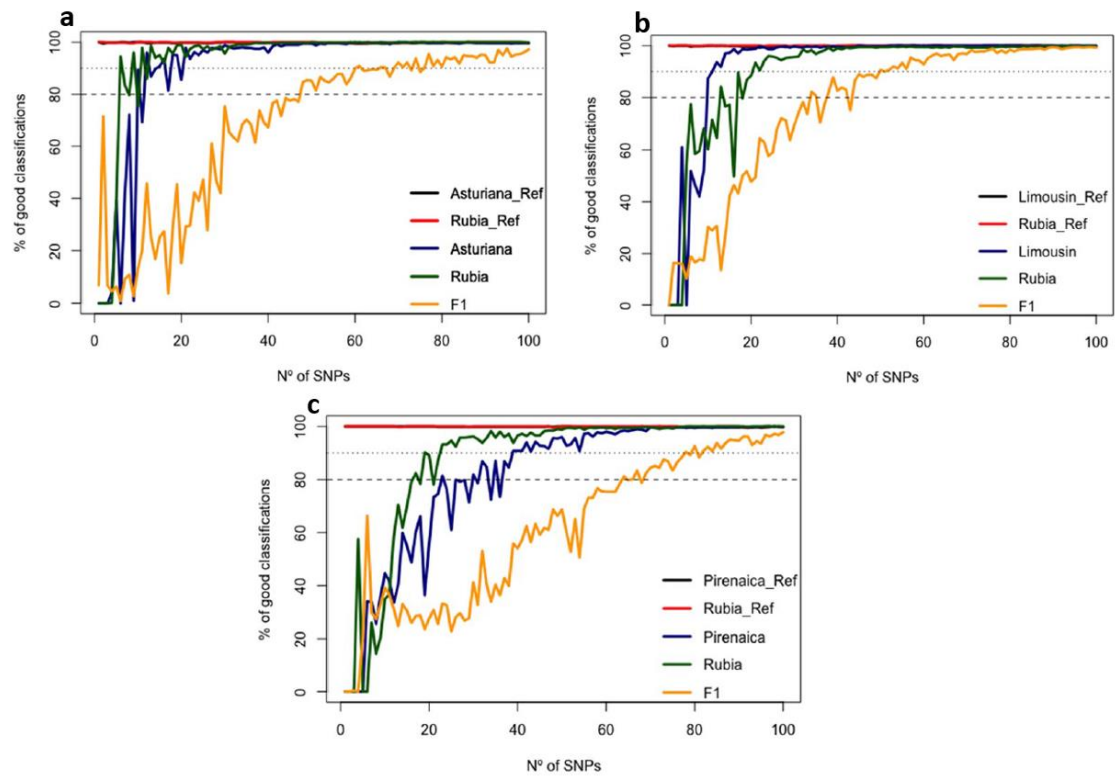 a
% of good classifications
100
80
60
40
20
0
Asturiana_Ref
Rubia_Ref
Asturiana
Rubia
F1
0 20 40 60 80 100
Nº of SNPs
b
% of good classifications
100
80
60
40
20
0
Limousin_Ref
Rubia_Ref
Limousin
Rubia
F1
0 20 40 60 80 100
Nº of SNPs
c
% of good classifications
100
80
60
40
20
0
Pirenaica_Ref
Rubia_Ref
Pirenaica
Rubia
F1
0 20 40 60 80 100
Nº of SNPs